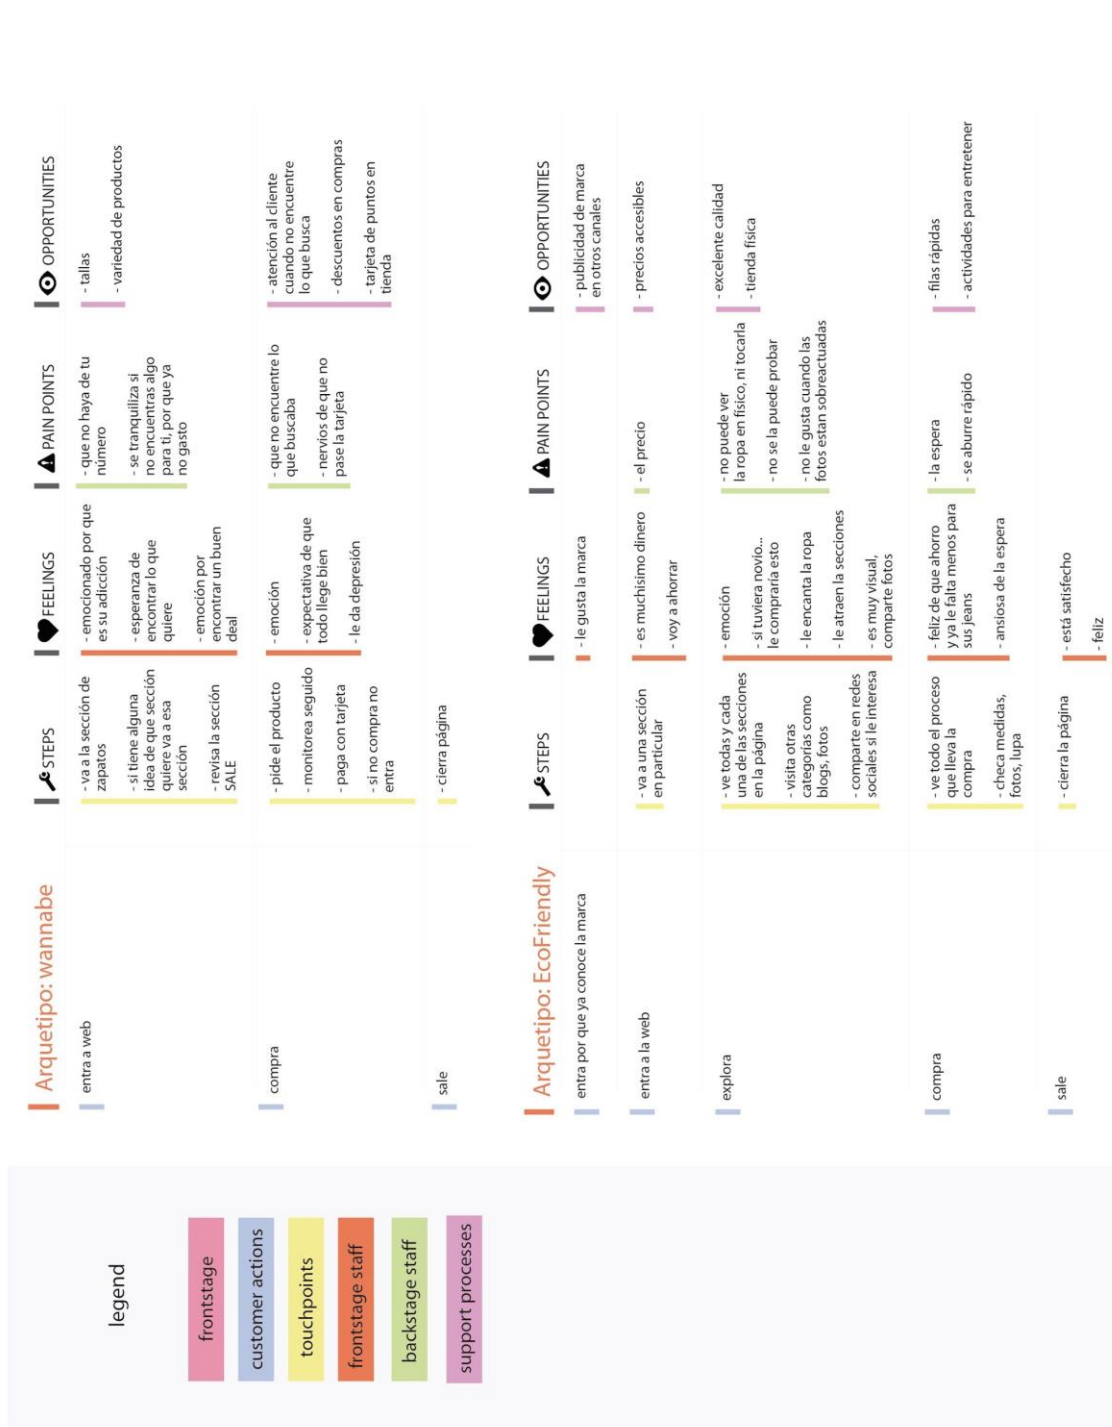 legend
frontstage
customer actions
touchpoints
frontstage staff
backstage staff
support processes
Arquetipo: wannabe
STEPS
FEELINGS
PAIN POINTS
OPPORTUNITIES
entra a web
- va a la sección de
zapatos
- si tiene alguna
idea de que sección
quiere va a esa
sección
- revisa la sección
SALE
- emocionado por que
es su adicción
- esperanza de
encontrar lo que
quiere
- emoción por
encontrar un buen
deal
- que no haya de tu
número
- se tranquiliza si
no encuentras algo
para ti, por que ya
no gasto
- tallas
- variedad de productos
compra
- pide el producto
- monitorea seguido
- paga con tarjeta
- si no compra no
entra
- emoción
- expectativa de que
todo llege bien
- le da depresión
- que no encuentre lo
que buscaba
- nervios de que no
pase la tarjeta
- atención al cliente
cuando no encuentre
lo que busca
- descuentos en compras
- tarjeta de puntos en
tienda
sale
- cierra página
Arquetipo: EcoFriendly
STEPS
FEELINGS
PAIN POINTS
OPPORTUNITIES
entra por que ya conoce la marca
- le gusta la marca
- publicidad de marca
en otros canales
entra a la web
- va a una sección
en particular
- es muchisimo dinero
- voy a ahorrar
- el precio
- precios accesibles
explora
- ve todas y cada
una de las secciones
en la página
- visita otras
categorías como
blogs, fotos
- comparte en redes
sociales si le interesa
- emoción
- si tuviera novio...
le compraría esto
- le encanta la ropa
- le atraen la secciones
- es muy visual,
comparte fotos
- no puede ver
la ropa en físico, ni tocarla
- no se la puede probar
- no le gusta cuando las
fotos estan sobreactuadas
- excelente calidad
- tienda física
compra
- ve todo el proceso
que lleva la
compra
- checa medidas,
fotos, lupa
- feliz de que ahorro
y ya le falta menos para
sus jeans
- ansiosa de la espera
- la espera
- se aburre rápido
- filas rápidas
- actividades para entretener
sale
- cierra la página
- está satisfecho
- feliz